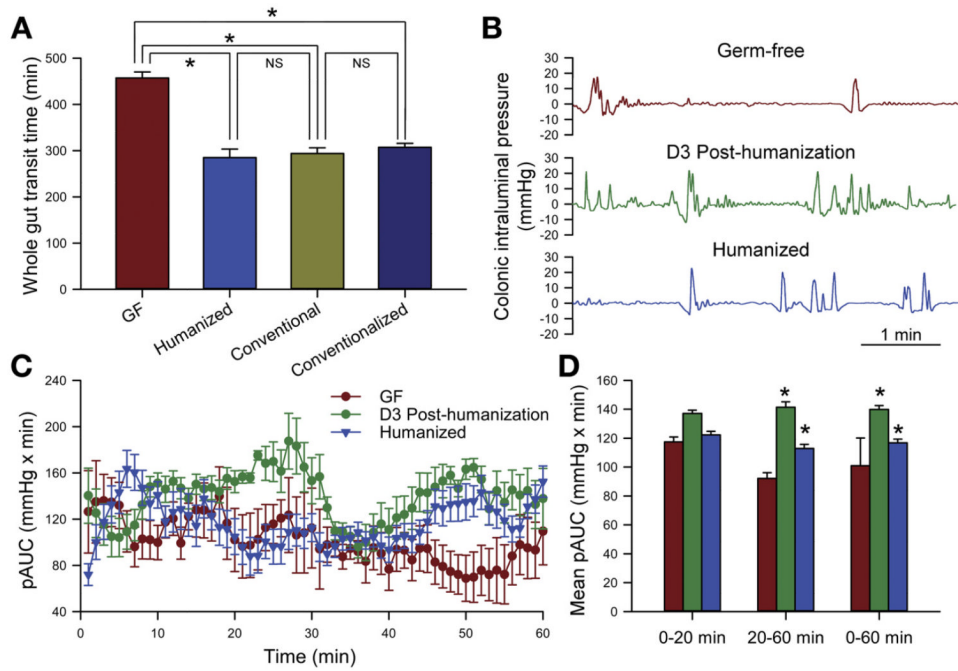 A
Whole gut transit time (min)
500
400
300
200
100
0
*
*
*
NS
NS
GF
Humanized
Conventional
Conventionalized
B
Colonic intraluminal pressure
(mmHg)
Germ-free
30
20
10
0
-10
-20
D3 Post-humanization
30
20
10
0
-10
-20
Humanized
30
20
10
0
-10
-20
1 min
C
pAUC (mmHg x min)
240
200
160
120
80
40
GF
D3 Post-humanization
Humanized
0
10
20
30
40
50
60
Time (min)
D
Mean pAUC (mmHg x min)
160
140
120
100
80
60
40
20
0
*
*
*
*
0-20 min
20-60 min
0-60 min